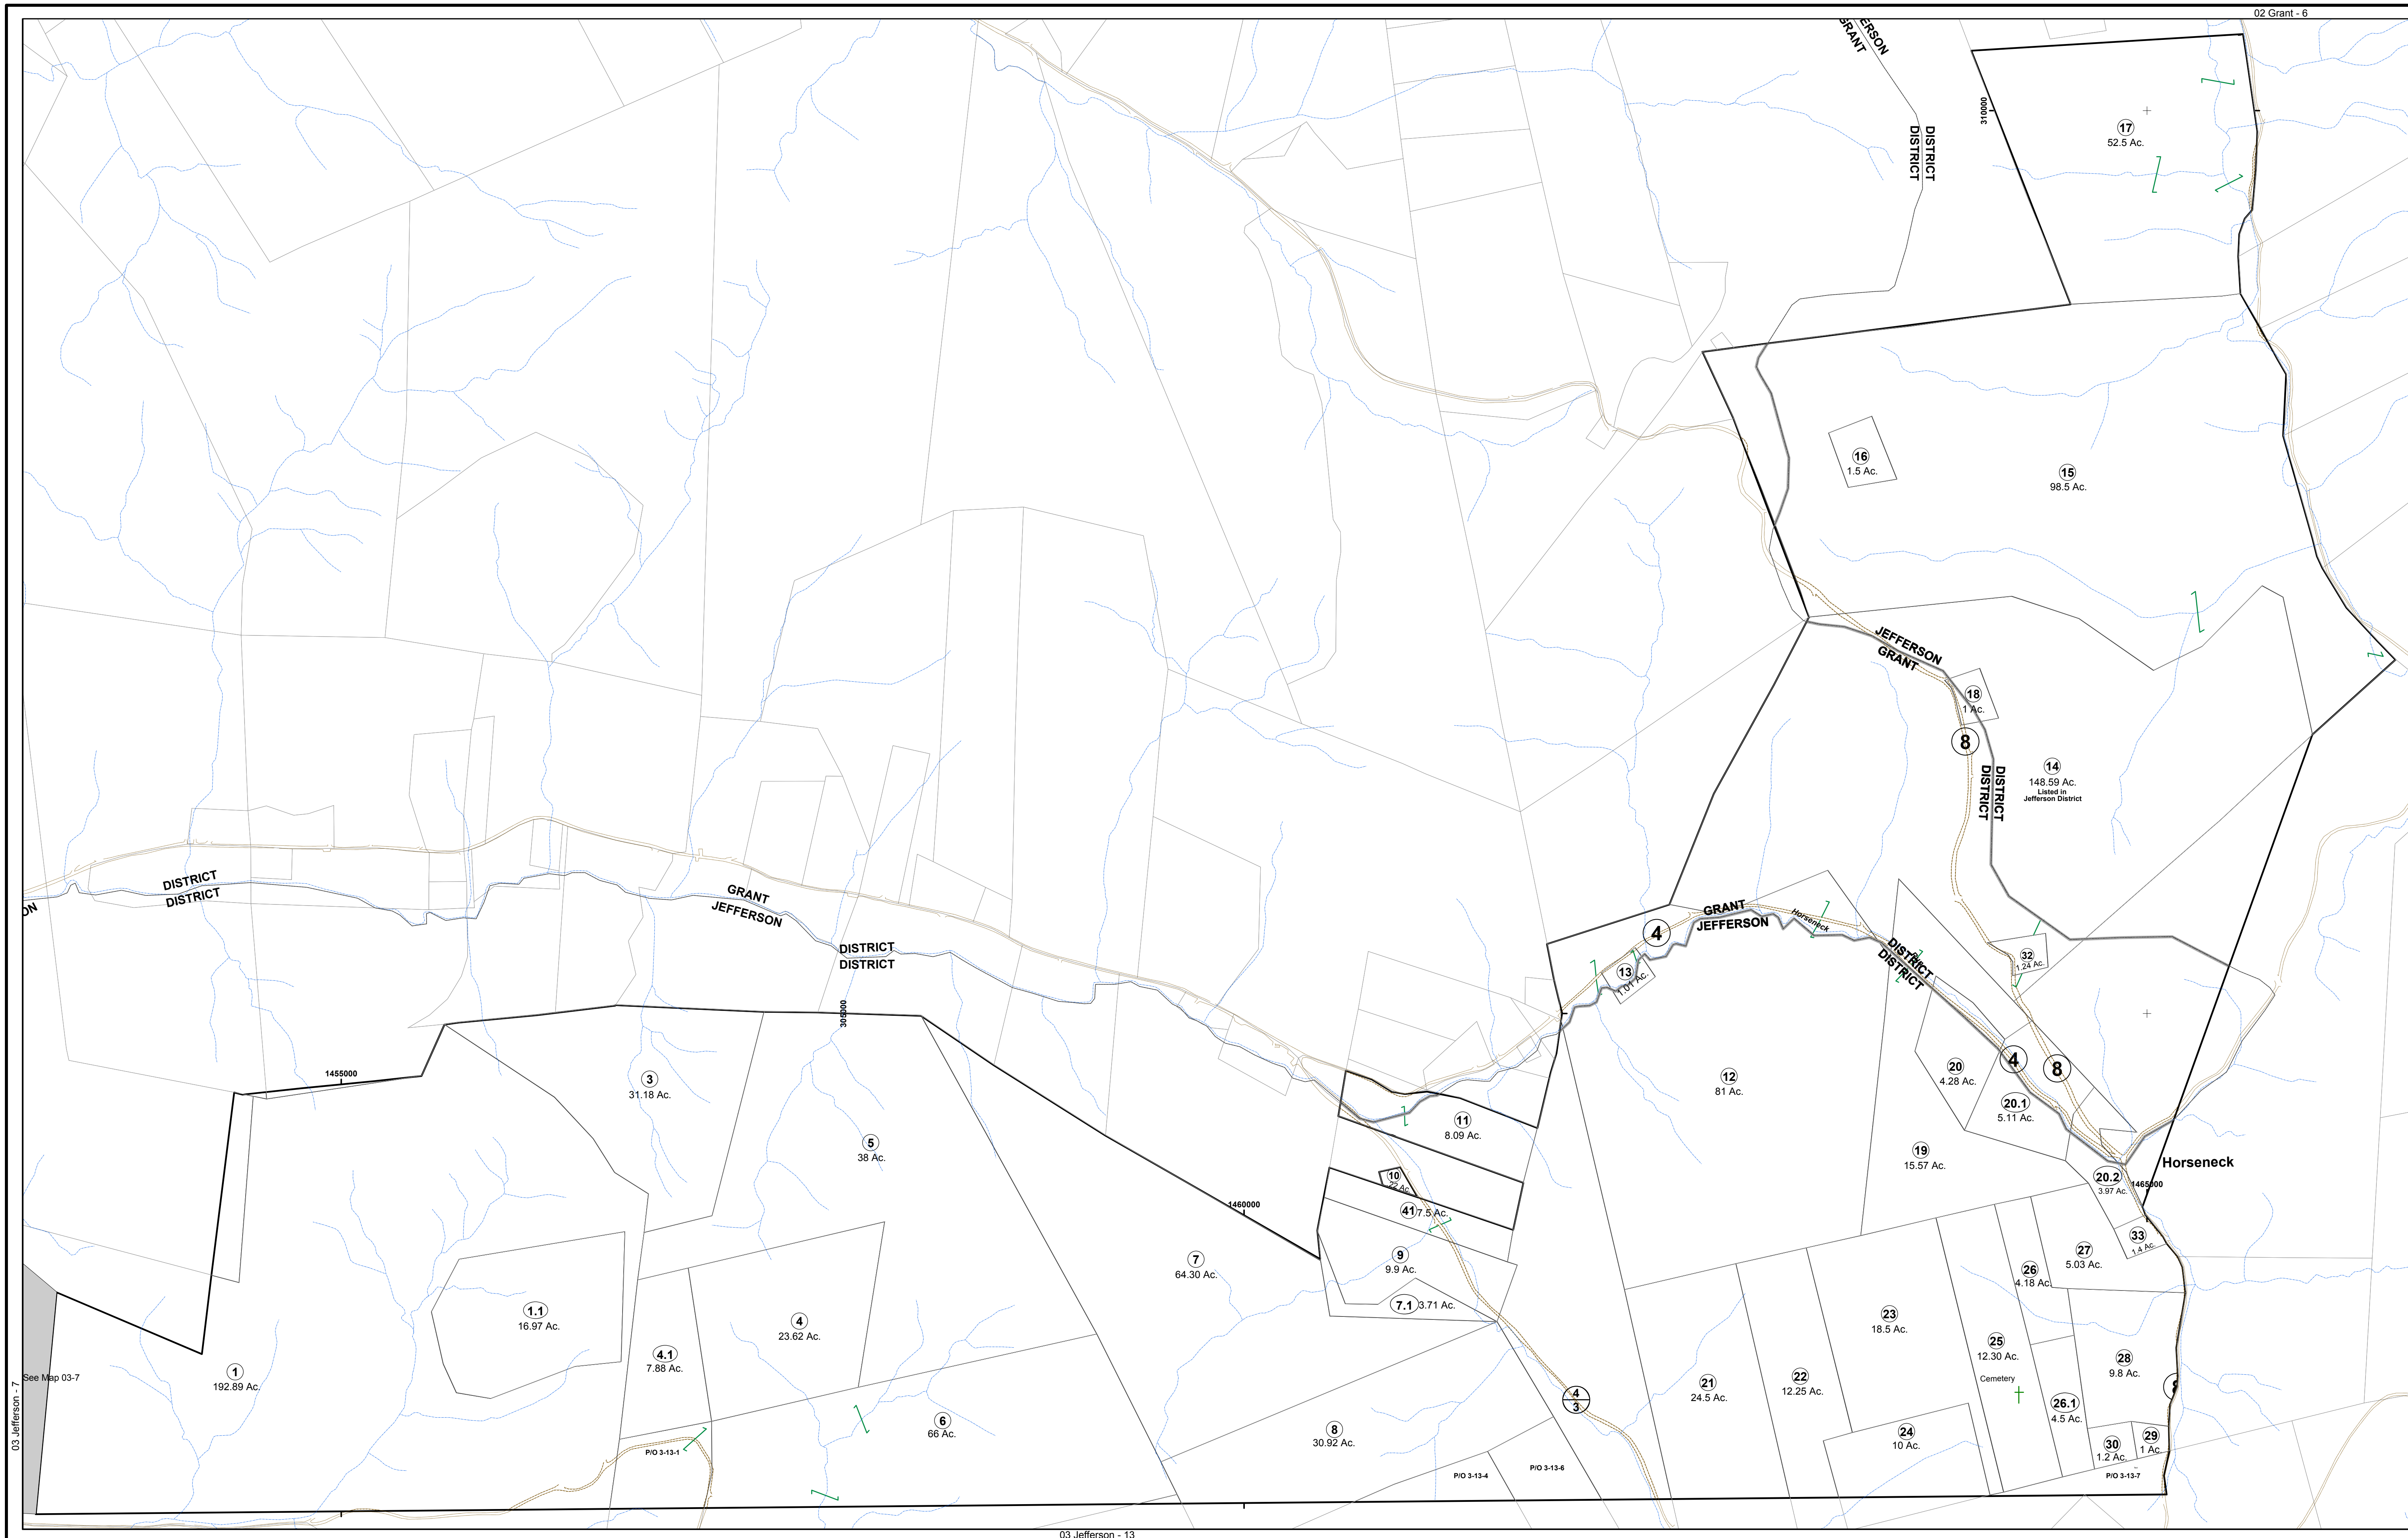 02 Grant - 6
ERSON
GRANT
310000
17
52.5 Ac.
DISTRICT
DISTRICT
16
1.5 Ac.
15
98.5 Ac.
JEFFERSON
GRANT
18
1 Ac.
8
14
148.59 Ac.
Listed in
Jefferson District
DISTRICT
DISTRICT
DISTRICT
DISTRICT
ON
GRANT
JEFFERSON
DISTRICT
DISTRICT
305000
GRANT
JEFFERSON
Horseneck
4
13
1.01 Ac.
DISTRICT
DISTRICT
32
1.24 Ac.
1455000
3
31.18 Ac.
5
38 Ac.
11
8.09 Ac.
12
81 Ac.
20
4.28 Ac.
4
8
20.1
5.11 Ac.
19
15.57 Ac.
Horseneck
20.2
3.97 Ac.
1465000
10
.22 Ac.
41 7.5 Ac.
1460000
9
9.9 Ac.
7
64.30 Ac.
7.1 3.71 Ac.
33
1.4 Ac.
27
5.03 Ac.
26
4.18 Ac.
1.1
16.97 Ac.
4
23.62 Ac.
4.1
7.88 Ac.
1
192.89 Ac.
See Map 03-7
03 Jefferson - 7
23
18.5 Ac.
25
12.30 Ac.
Cemetery
28
9.8 Ac.
8
21
24.5 Ac.
22
12.25 Ac.
4
3
26.1
4.5 Ac.
6
66 Ac.
8
30.92 Ac.
24
10 Ac.
30
1.2 Ac.
29
1 Ac.
P/O 3-13-1
P/O 3-13-4
P/O 3-13-6
P/O 3-13-7
03 Jefferson - 13